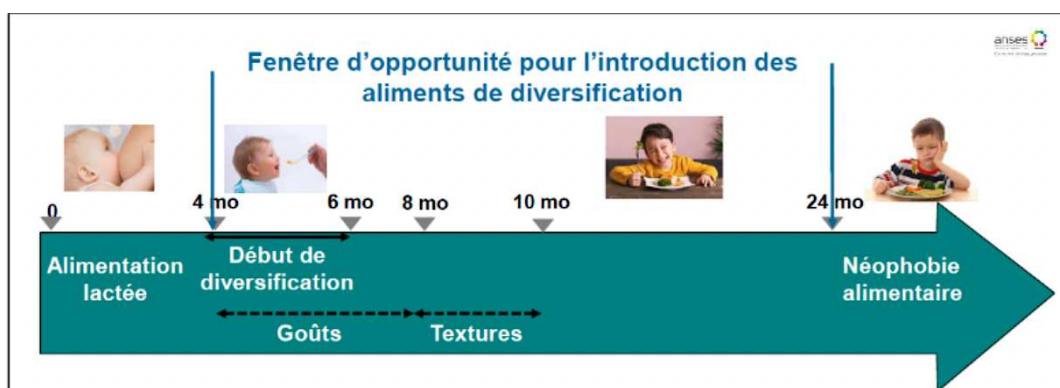 anses
Fenêtre d'opportunité pour l'introduction des
aliments de diversification
0
4 mo
6 mo
8 mo
10 mo
24 mo
Alimentation
lactée
Début de
diversification
Néophobie
alimentaire
Goûts
Textures